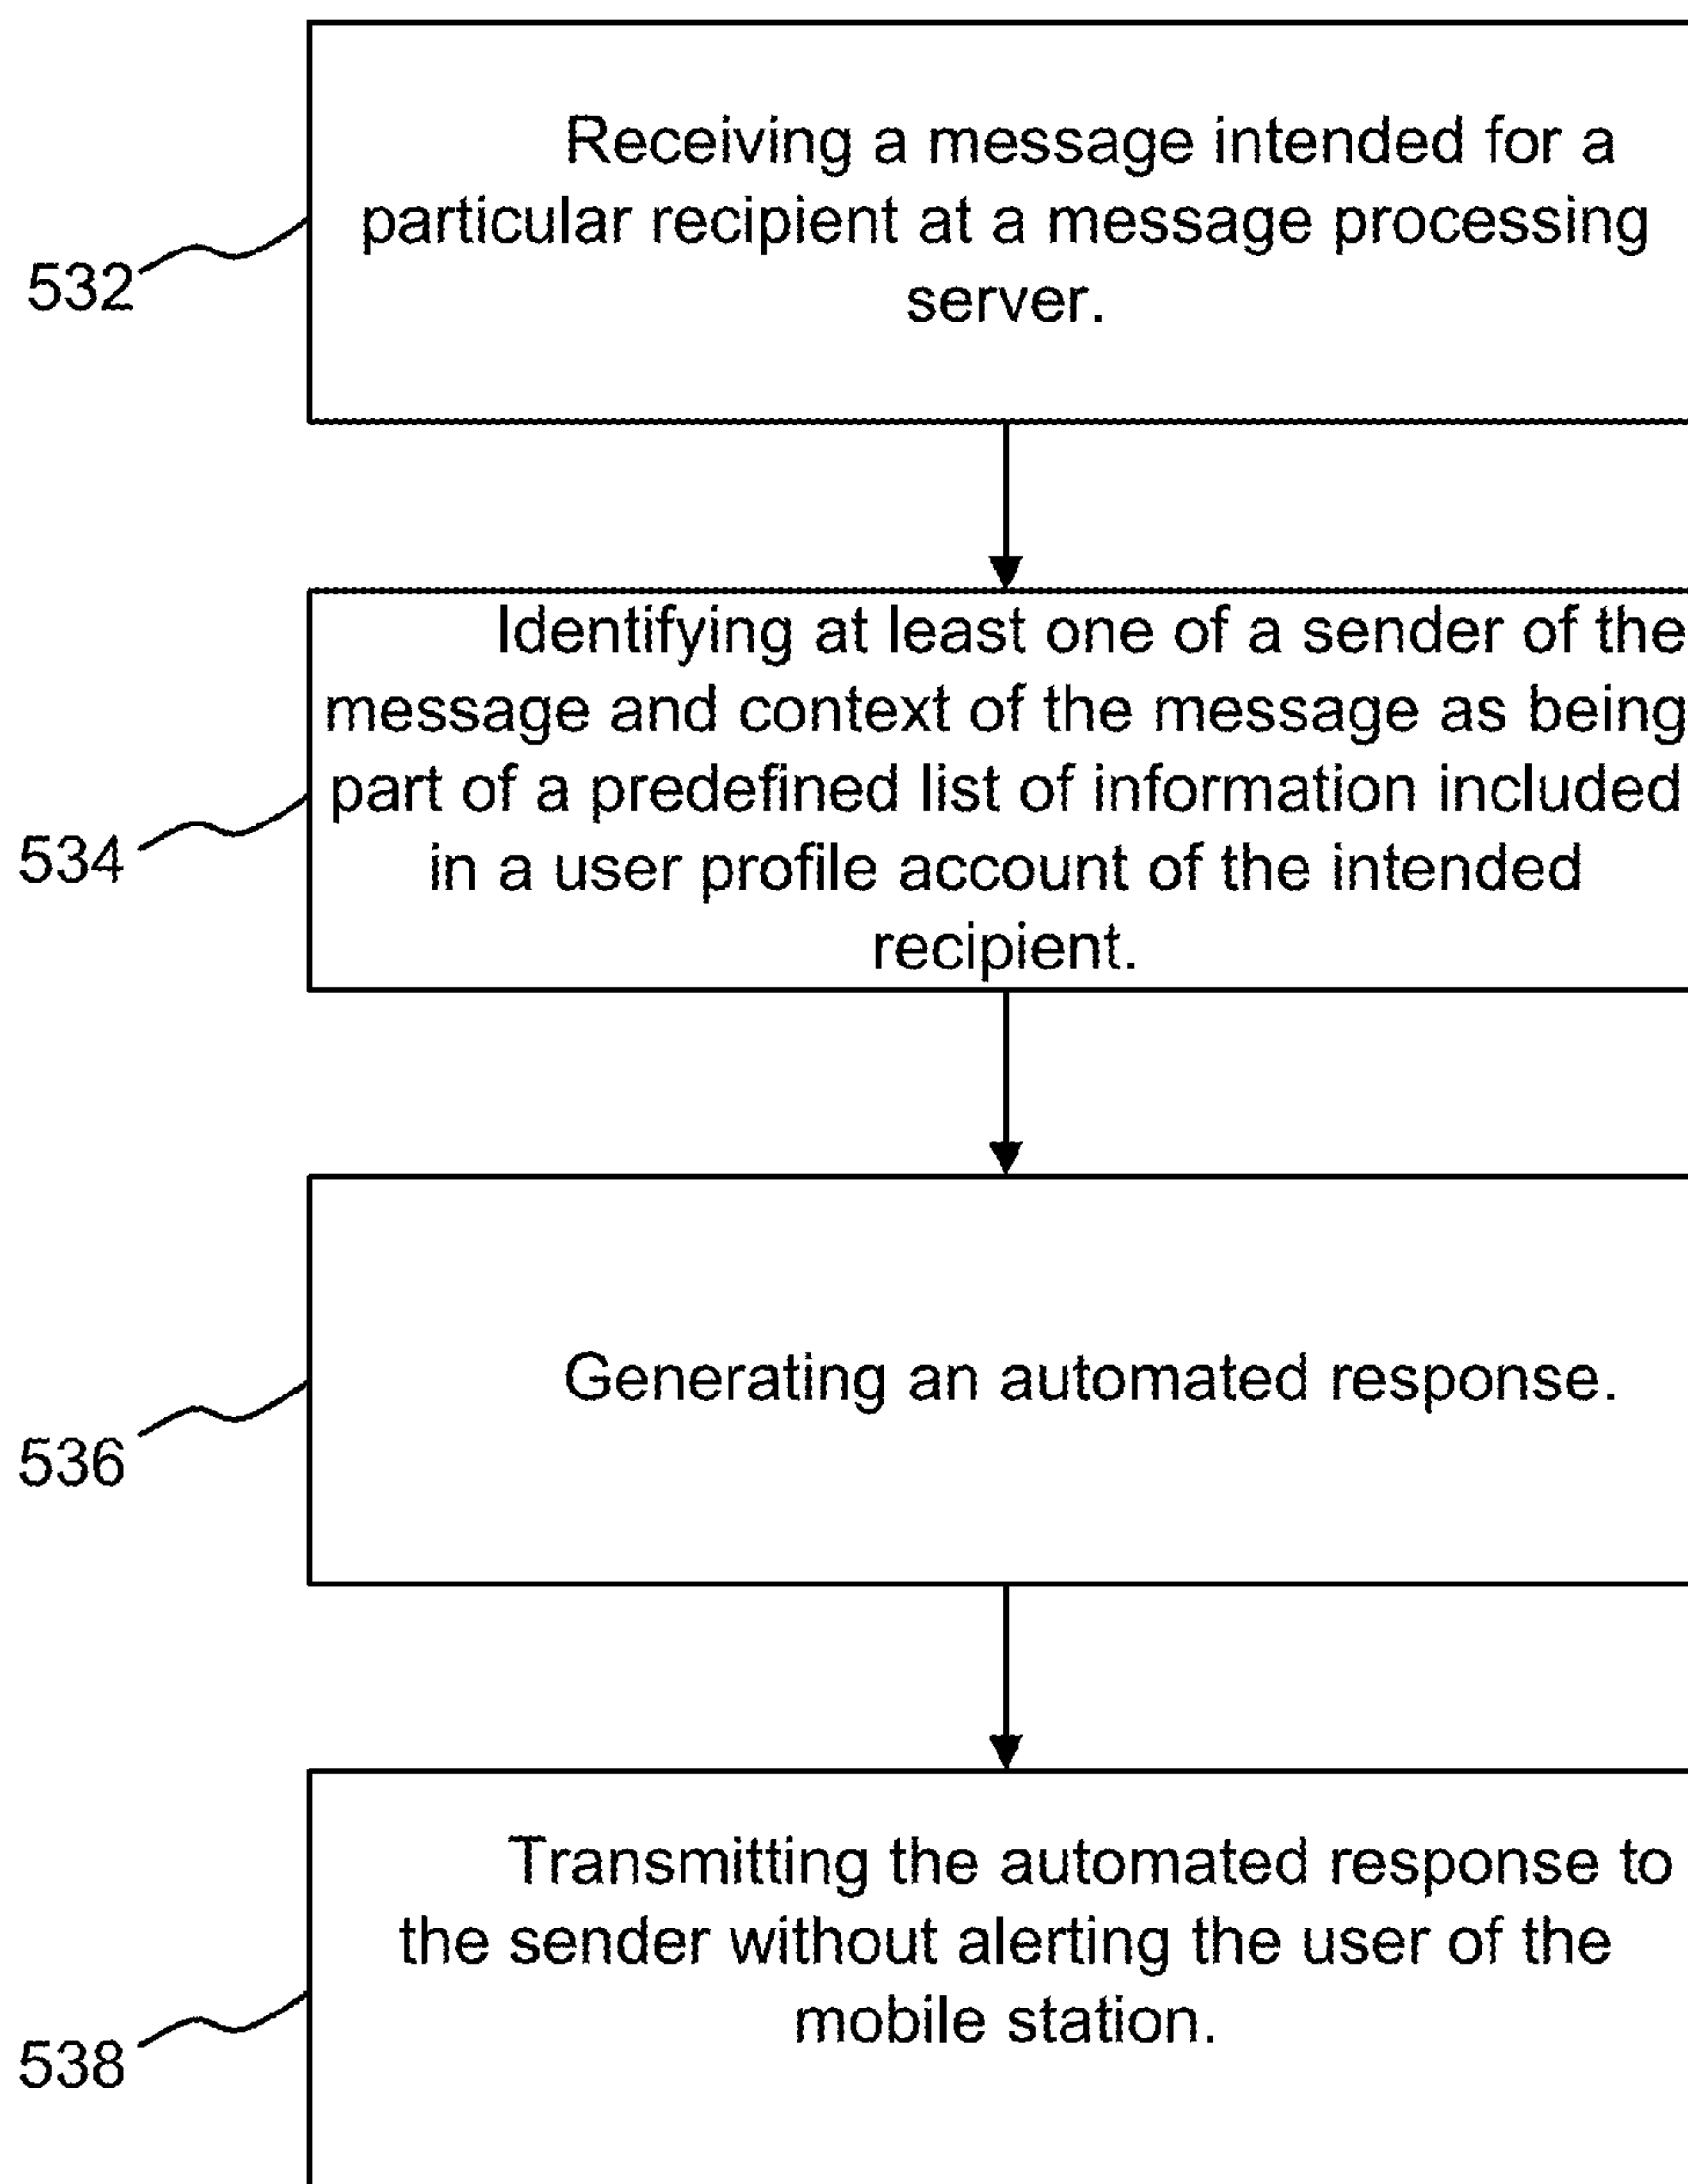 Receiving a message intended for a
particular recipient at a message processing
server.
532
Identifying at least one of a sender of the
message and context of the message as being
part of a predefined list of information included
in a user profile account of the intended
recipient.
534
Generating an automated response.
536
Transmitting the automated response to
the sender without alerting the user of the
mobile station.
538